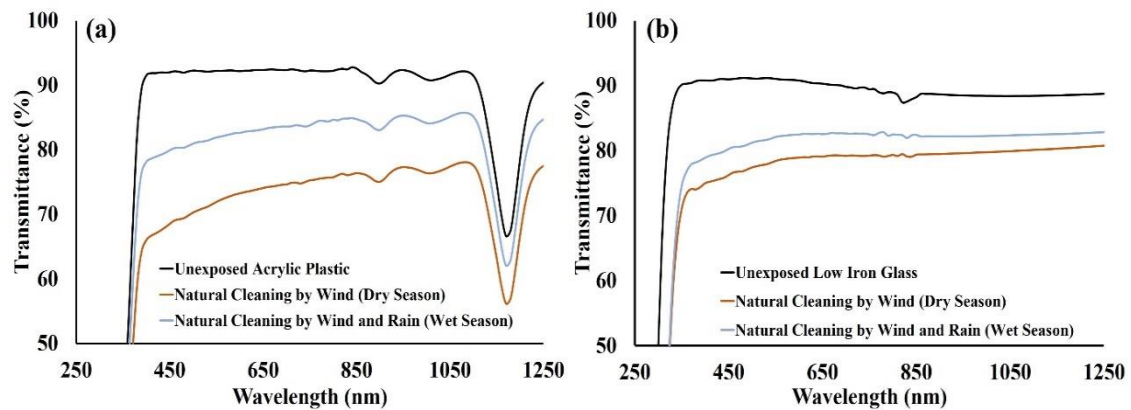 (a)
Transmittance (%)
100
90
80
70
60
50
Unexposed Acrylic Plastic
Natural Cleaning by Wind (Dry Season)
Natural Cleaning by Wind and Rain (Wet Season)
250 450 650 850 1050 1250
Wavelength (nm)
(b)
Transmittance (%)
100
90
80
70
60
50
Unexposed Low Iron Glass
Natural Cleaning by Wind (Dry Season)
Natural Cleaning by Wind and Rain (Wet Season)
250 450 650 850 1050 1250
Wavelength (nm)